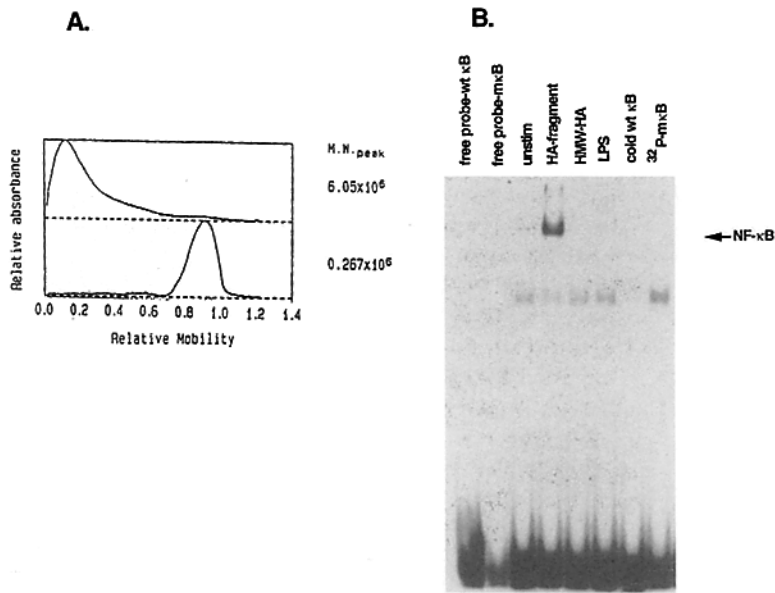 A.
Relative absorbance
M.W.peak
6.05x10⁶
0.267x10⁶
0.0 0.2 0.4 0.6 0.8 1.0 1.2 1.4
Relative Mobility
B.
free probe-wt κB
free probe-mκB
unstim
HA-fragment
HMW-HA
LPS
cold wt κB
³²P-mκB
NF-κB